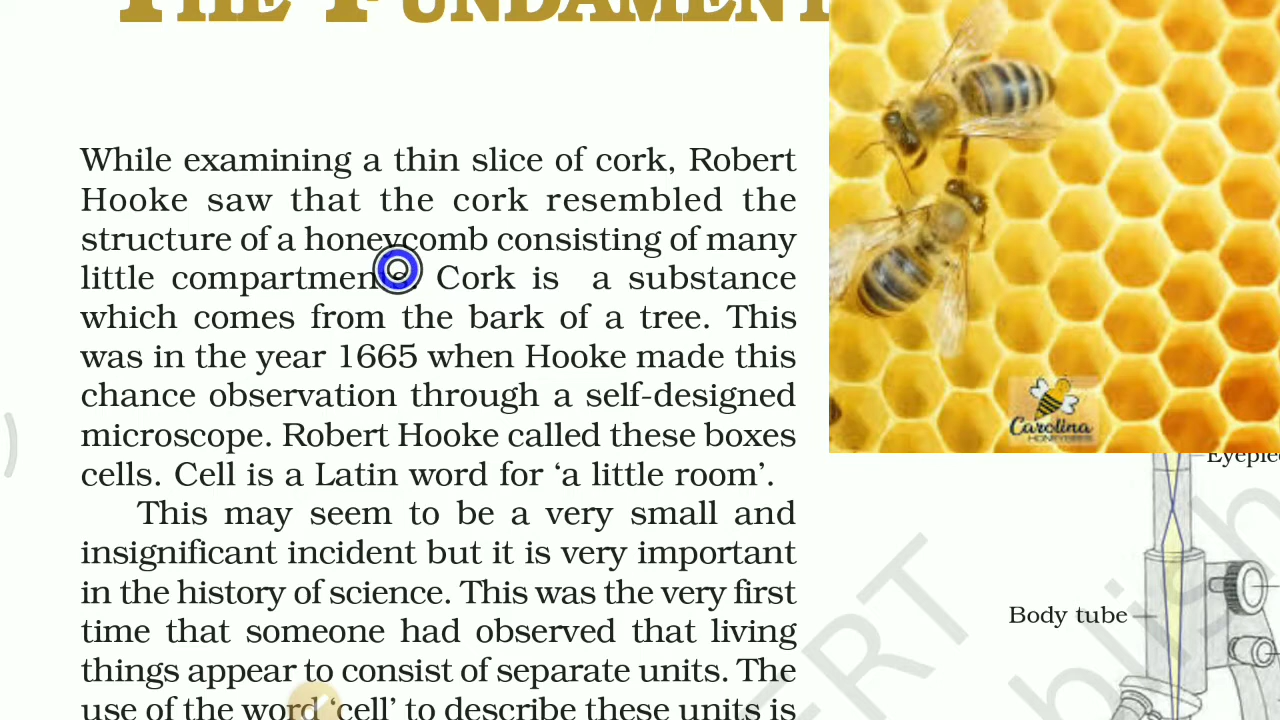 THE FUNDAMENT
While examining a thin slice of cork, Robert
Hooke saw that the cork resembled the
structure of a honeycomb consisting of many
little compartments. Cork is a substance
which comes from the bark of a tree. This
was in the year 1665 when Hooke made this
chance observation through a self-designed
microscope. Robert Hooke called these boxes
cells. Cell is a Latin word for ‘a little room’.
This may seem to be a very small and
insignificant incident but it is very important
in the history of science. This was the very first
time that someone had observed that living
things appear to consist of separate units. The
use of the word ‘cell’ to describe these units is
Carolina
HONEYBEES
Eyepie
Body tube